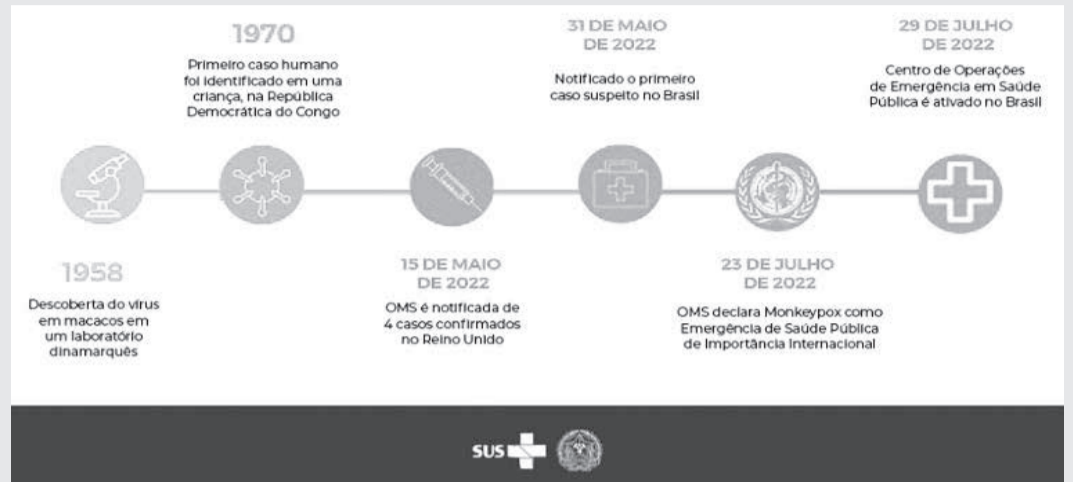 1970
Primeiro caso humano
foi identificado em uma
criança, na República
Democrática do Congo
31 DE MAIO
DE 2022
Notificado o primeiro
caso suspeito no Brasil
29 DE JULHO
DE 2022
Centro de Operações
de Emergência em Saúde
Pública é ativado no Brasil
1958
Descoberta do vírus
em macacos em
um laboratório
dinamarquês
15 DE MAIO
DE 2022
OMS é notificada de
4 casos confirmados
no Reino Unido
23 DE JULHO
DE 2022
OMS declara Monkeypox como
Emergência de Saúde Pública
de Importância Internacional
SUS